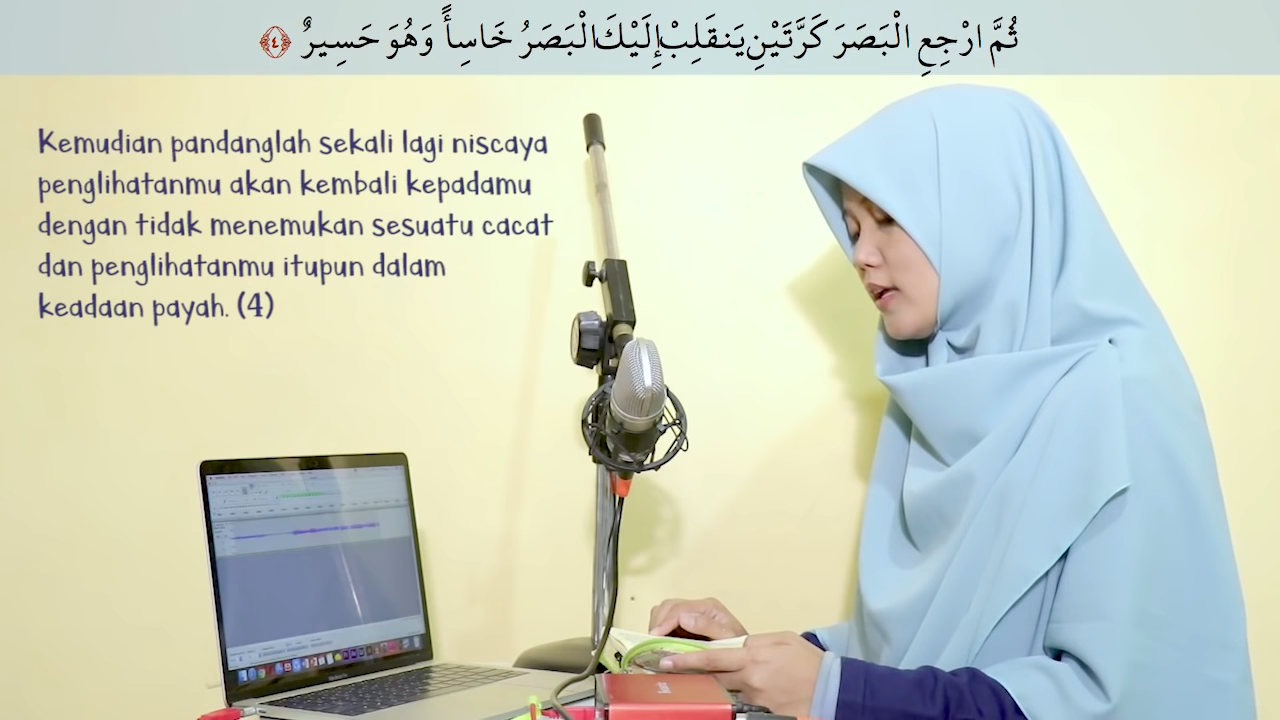 ثُمَّ ارْجِعِ الْبَصَرَ كَرَّتَيْنِ يَنقَلِبْ إِلَيْكَ الْبَصَرُ خَاسِأً وَهُوَ حَسِيرٌ ﴿٤﴾
Kemudian pandanglah sekali lagi niscaya
penglihatanmu akan kembali kepadamu
dengan tidak menemukan sesuatu cacat
dan penglihatanmu itupun dalam
keadaan payah. (4)